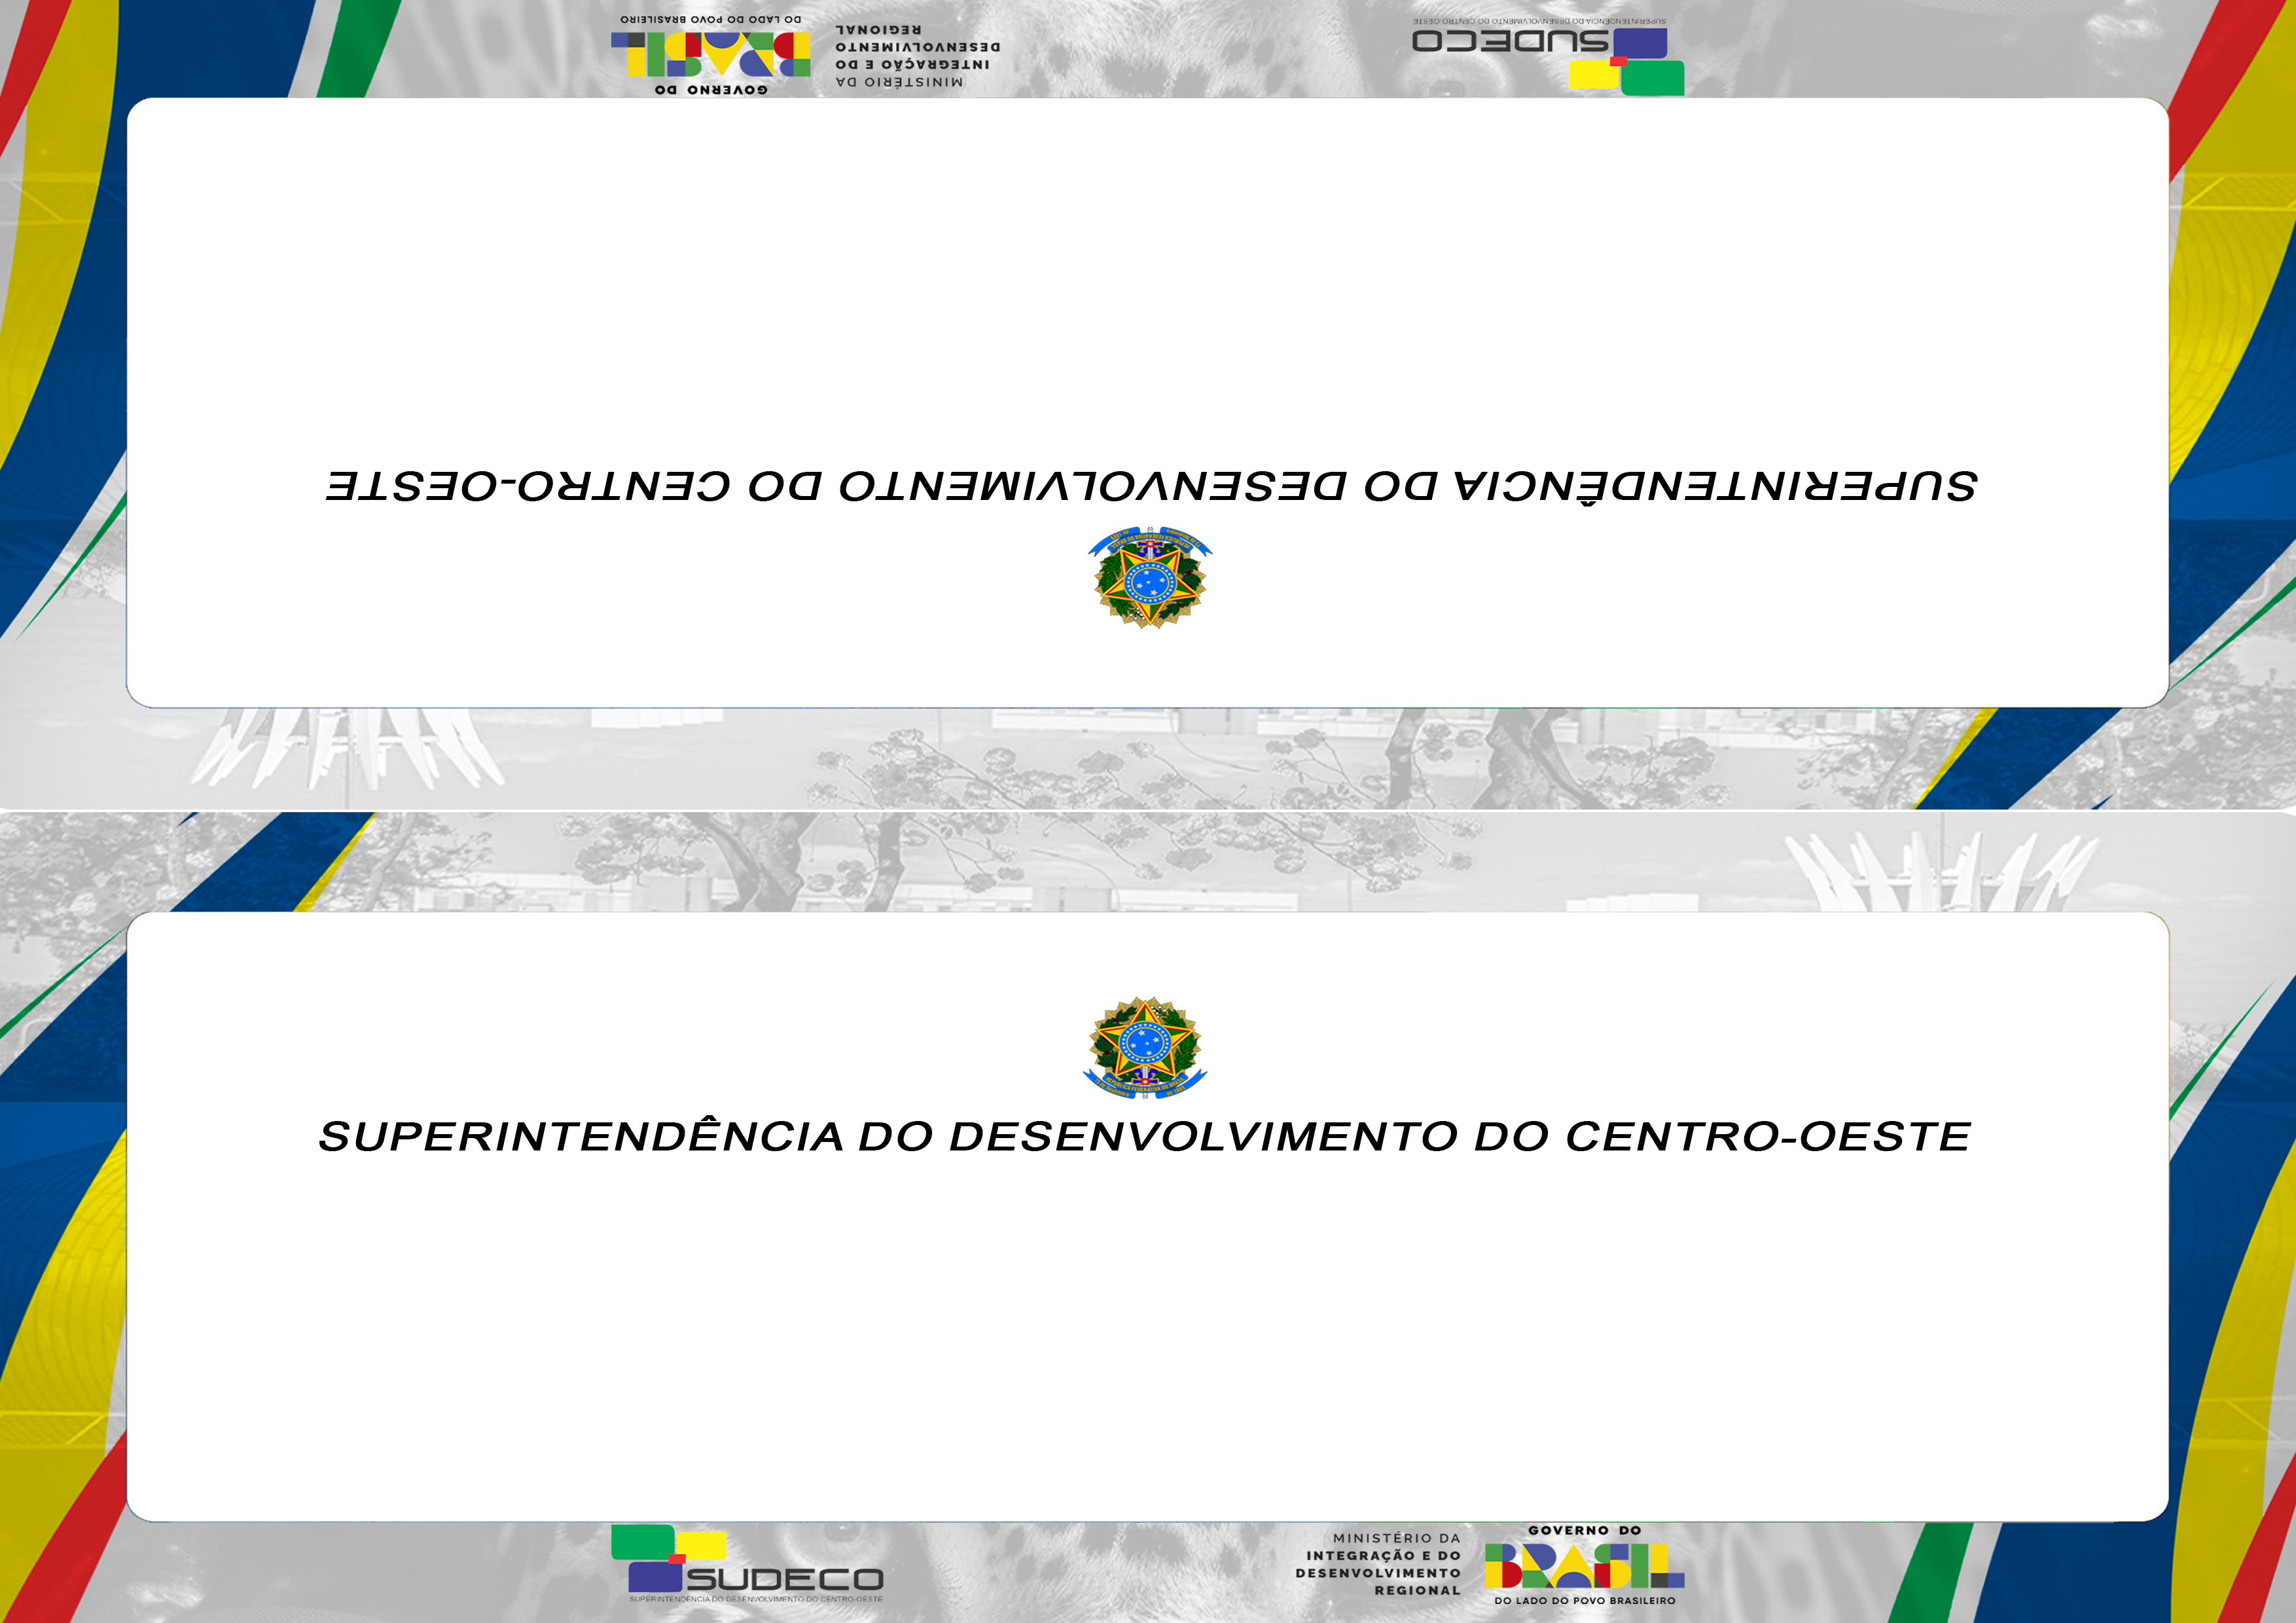 DO LADO DO POVO BRASILEIRO
BRASIL
GOVERNO DO
MINISTÉRIO DA
INTEGRAÇÃO E DO
DESENVOLVIMENTO
REGIONAL
SUPERINTENDÊNCIA DO DESENVOLVIMENTO DO CENTRO-OESTE
SUDECO
SUPERINTENDÊNCIA DO DESENVOLVIMENTO DO CENTRO-OESTE
SUPERINTENDÊNCIA DO DESENVOLVIMENTO DO CENTRO-OESTE
SUDECO
SUPERINTENDÊNCIA DO DESENVOLVIMENTO DO CENTRO-OESTE
MINISTÉRIO DA
INTEGRAÇÃO E DO
DESENVOLVIMENTO
REGIONAL
GOVERNO DO
BRASIL
DO LADO DO POVO BRASILEIRO